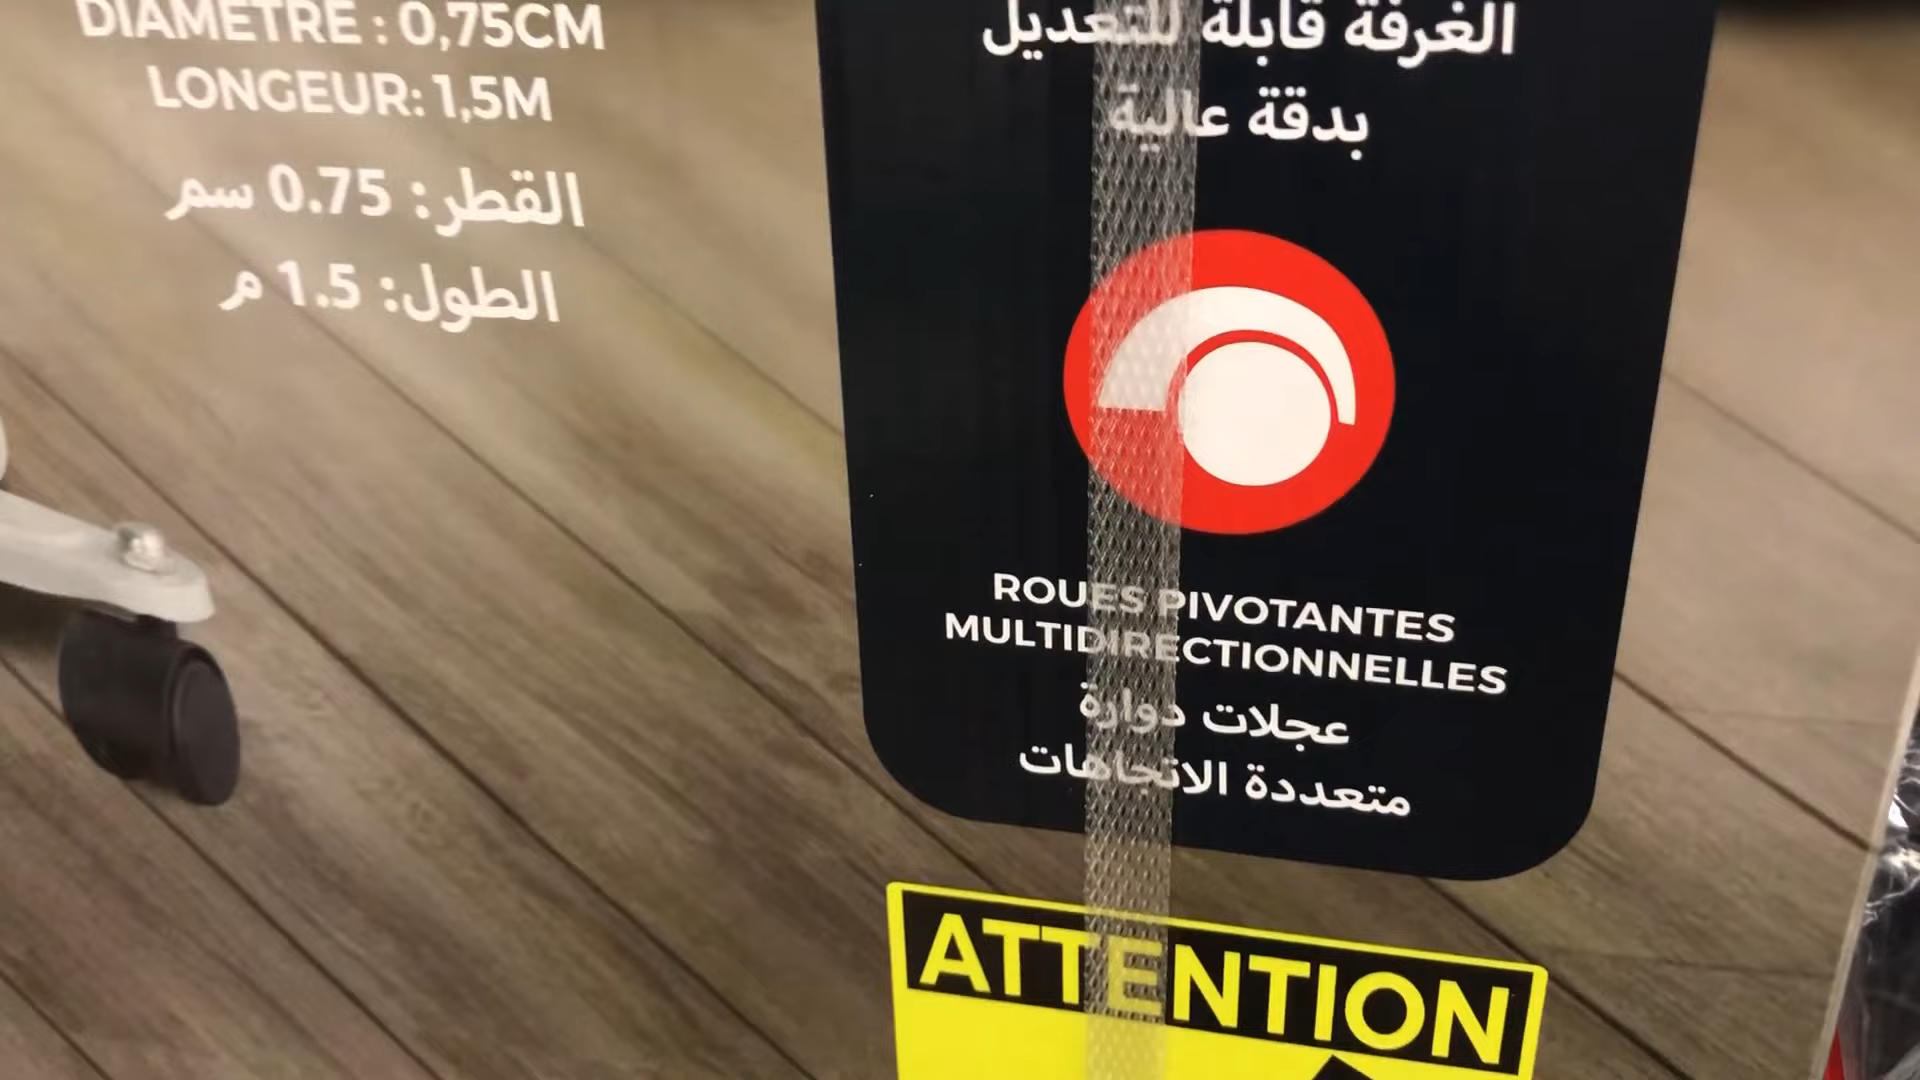 DIAMETRE : 0,75CM
LONGEUR: 1,5M
القطر: 0.75 سم
الطول: 1.5 م
الغرفة قابلة للتعديل
بدقة عالية
ROUES PIVOTANTES
MULTIDIRECTIONNELLES
عجلات دوارة
متعددة الاتجاهات
ATTENTION